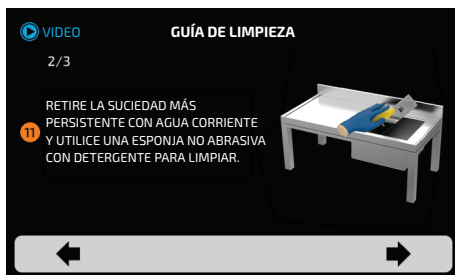 VIDEO
GUÍA DE LIMPIEZA
2/3
11
RETIRE LA SUCIEDAD MÁS
PERSISTENTE CON AGUA CORRIENTE
Y UTILICE UNA ESPONJA NO ABRASIVA
CON DETERGENTE PARA LIMPIAR.